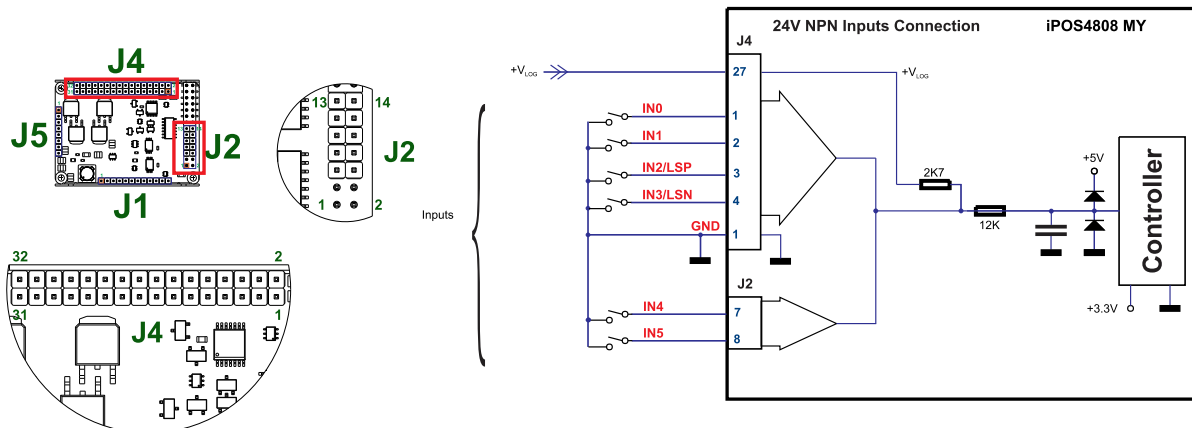 J4
J5
J2
J1
13 14
J2
1 2
32 2
31 1
J4
Inputs
24V NPN Inputs Connection iPOS4808 MY
J4
+VLOG 27 +VLOG
IN0 1
IN1 2
IN2/LSP 3
IN3/LSN 4
GND 1
J2
IN4 7
IN5 8
2K7
12K
+5V
Controller
+3.3V